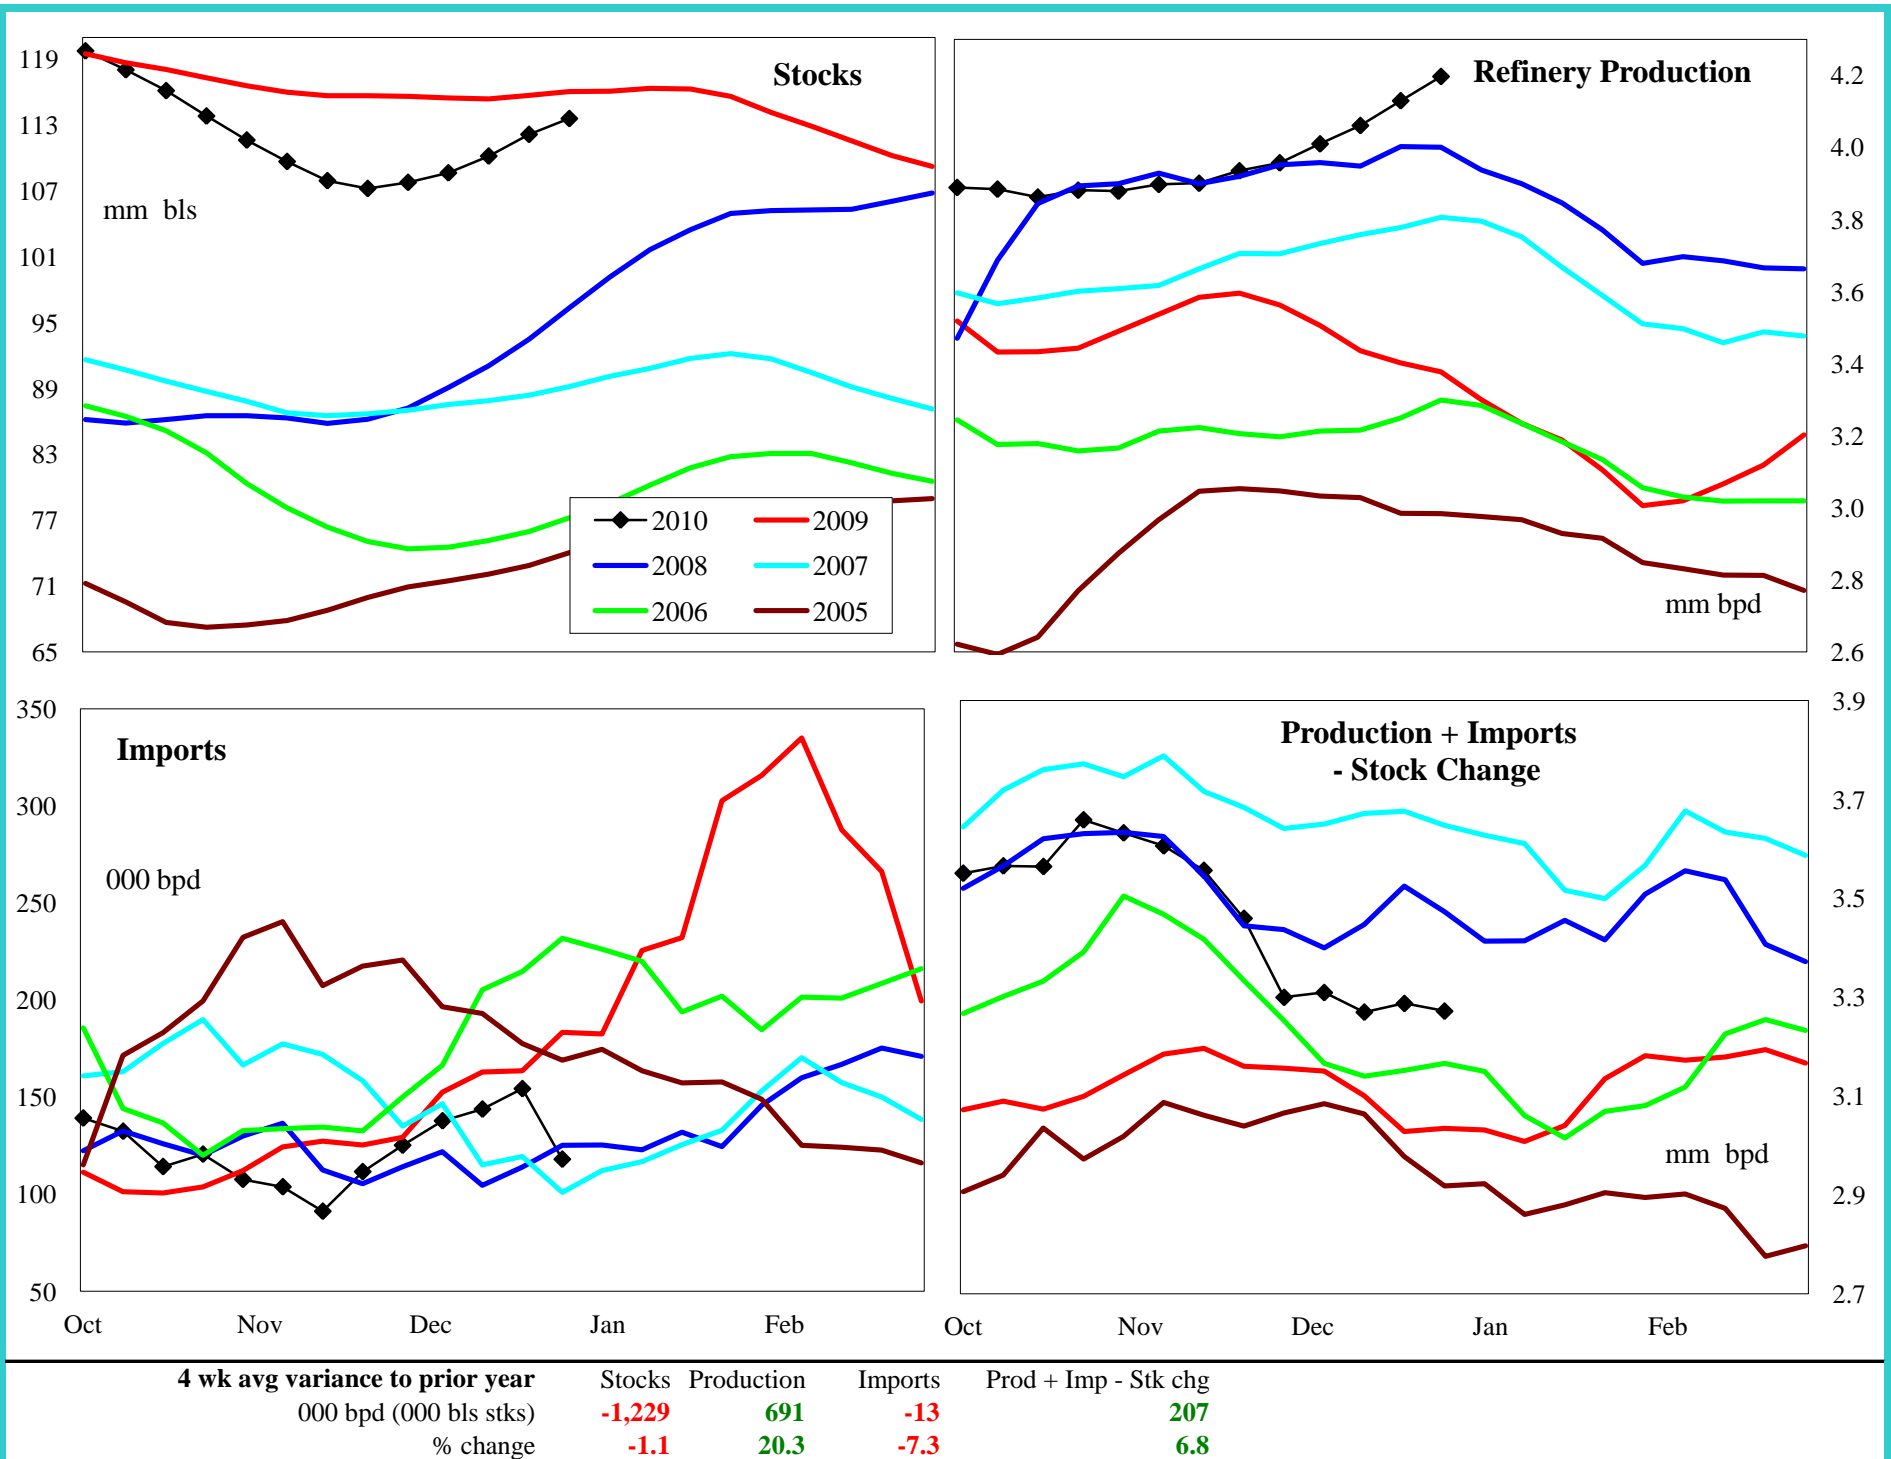 Stocks
119
113
107
101
95
89
83
77
71
65
mm bls
2010
2009
2008
2007
2006
2005
Refinery Production
4.2
4.0
3.8
3.6
3.4
3.2
3.0
2.8
2.6
mm bpd
Imports
350
300
250
200
150
100
50
000 bpd
Oct Nov Dec Jan Feb
Production + Imports
- Stock Change
3.9
3.7
3.5
3.3
3.1
2.9
2.7
mm bpd
Oct Nov Dec Jan Feb
4 wk avg variance to prior year Stocks Production Imports Prod + Imp - Stk chg
000 bpd (000 bls stks) -1,229 691 -13 207
% change -1.1 20.3 -7.3 6.8